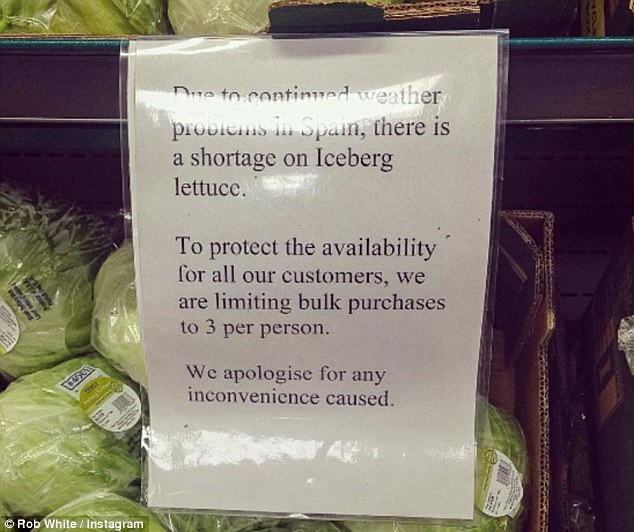 Due to continued weather
problems in Spain, there is
a shortage on Iceberg
lettuce.
To protect the availability
for all our customers, we
are limiting bulk purchases
to 3 per person.
We apologise for any
inconvenience caused.
© Rob White / Instagram